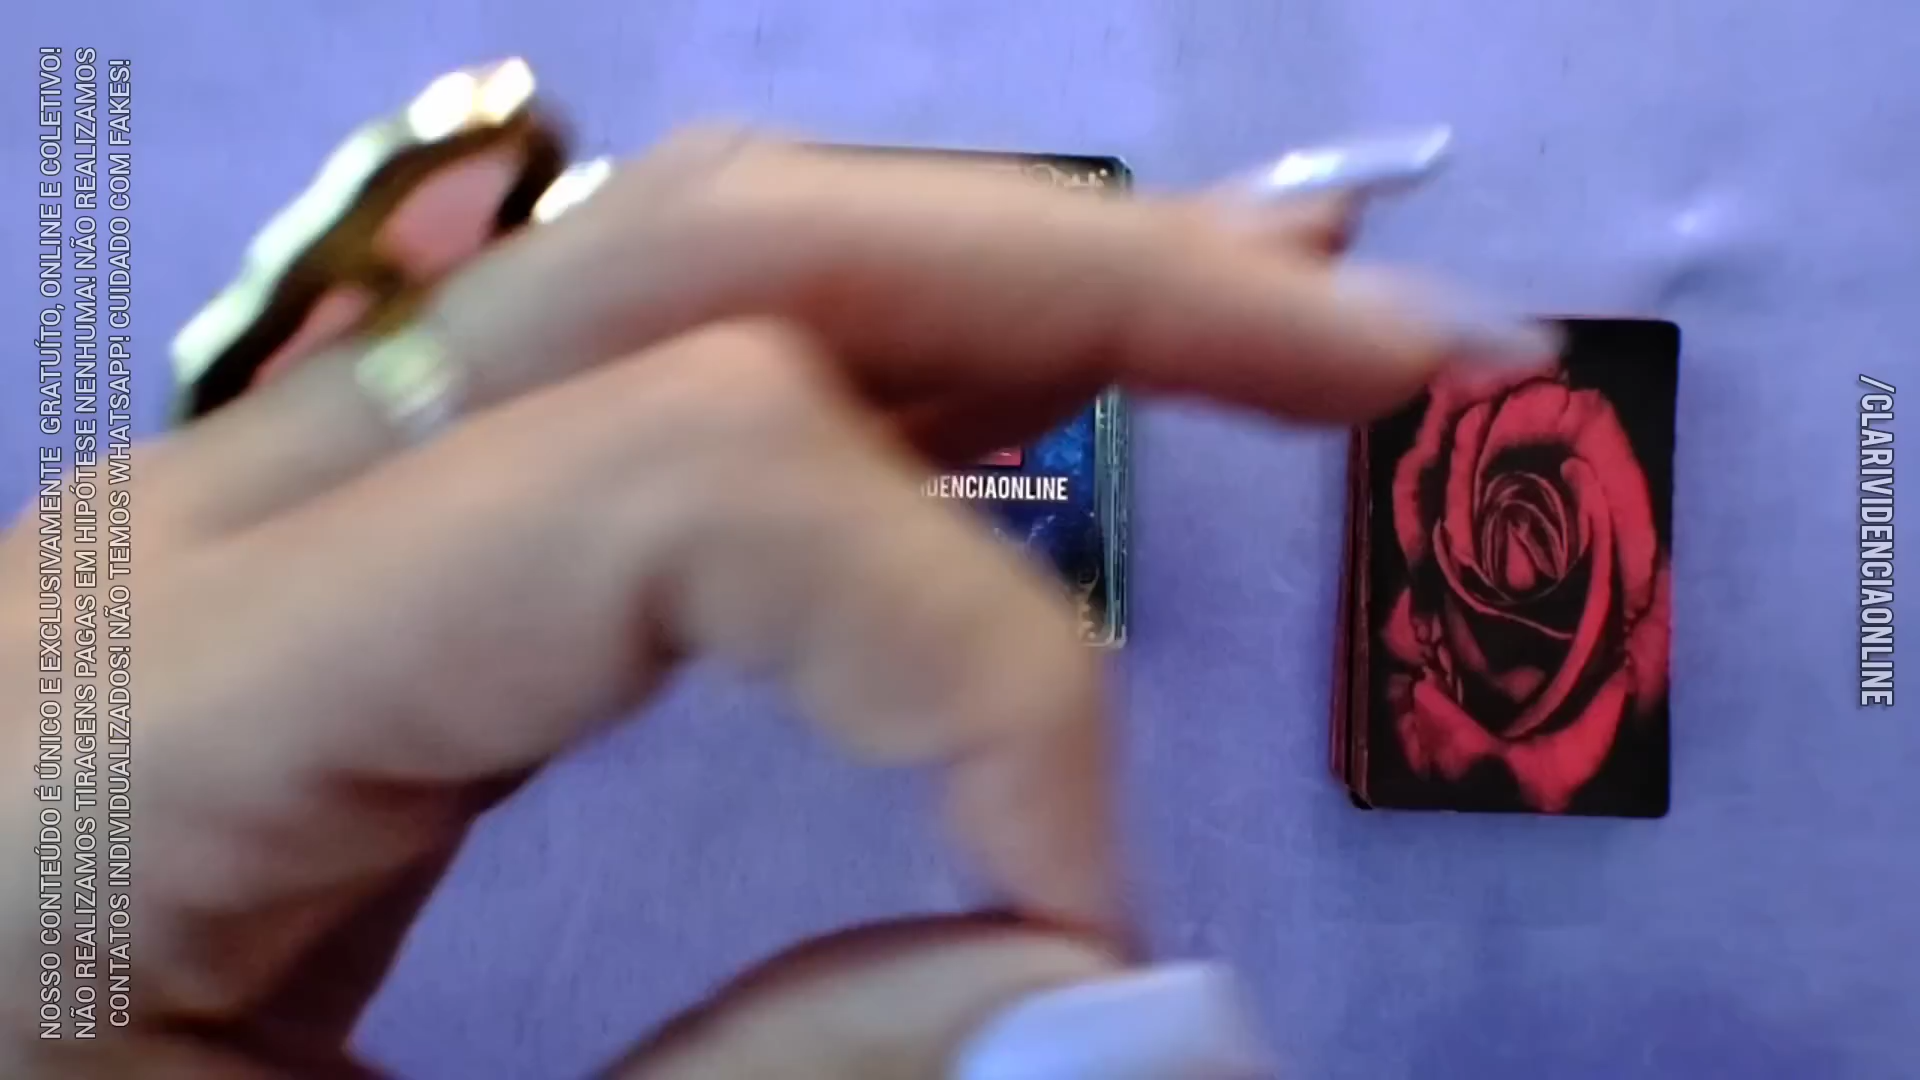 NOSSO CONTEÚDO É ÚNICO E EXCLUSIVAMENTE GRATUÍTO, ONLINE E COLETIVO!
NÃO REALIZAMOS TIRAGENS PAGAS EM HIPÓTESE NENHUMA! NÃO REALIZAMOS
CONTATOS INDIVIDUALIZADOS! NÃO TEMOS WHATSAPP! CUIDADO COM FAKES!
DENCIAONLINE
/CLARIVIDENCIAONLINE